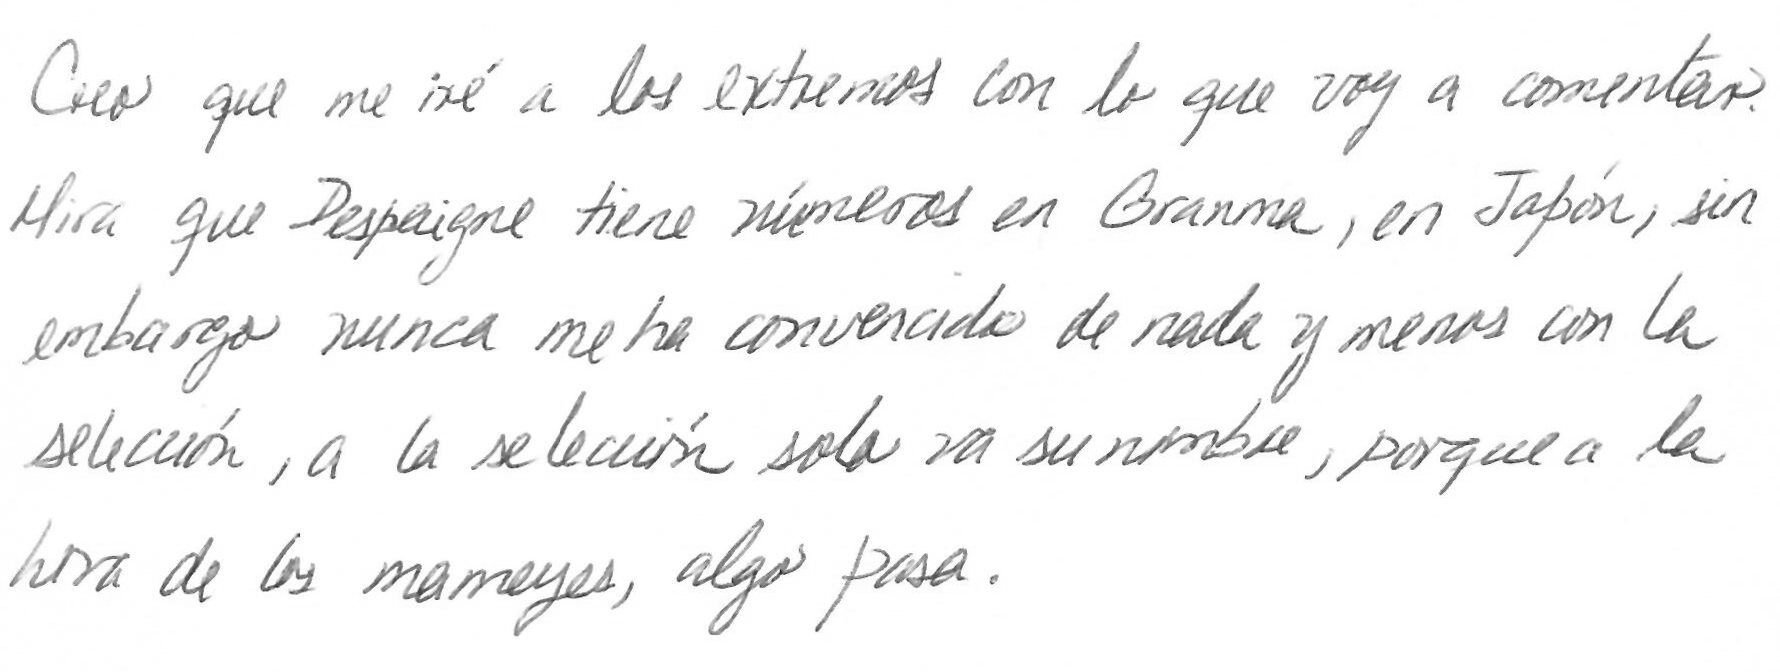 Creo que me iré a los extremos con lo que voy a comentar.
Mira que Despaigne tiene números en Granma, en Japón, sin
embargo nunca me ha convencido de nada y menos con la
selección, a la selección solo va su nombre, porque a la
hora de los mameyes, algo pasa.